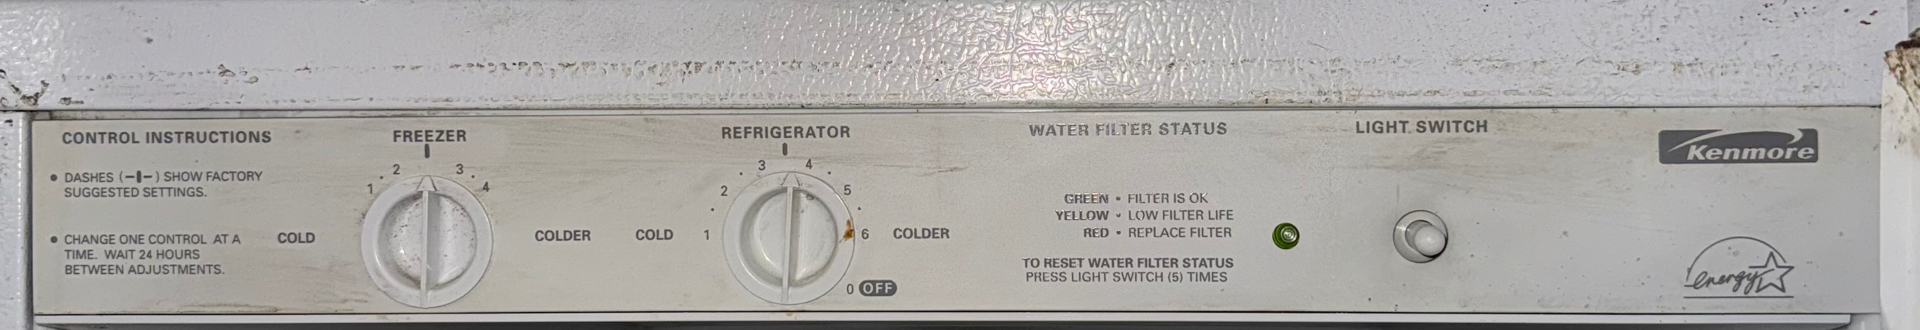 CONTROL INSTRUCTIONS
• DASHES (-|-) SHOW FACTORY
SUGGESTED SETTINGS.
• CHANGE ONE CONTROL AT A
TIME. WAIT 24 HOURS
BETWEEN ADJUSTMENTS.
FREEZER
1 • 2 3 • 4
COLD
COLDER
REFRIGERATOR
1 • 2 • 3 4 • 5 • 6
COLD
COLDER
0 OFF
WATER FILTER STATUS
GREEN • FILTER IS OK
YELLOW • LOW FILTER LIFE
RED • REPLACE FILTER
TO RESET WATER FILTER STATUS
PRESS LIGHT SWITCH (5) TIMES
LIGHT SWITCH
Kenmore
energy